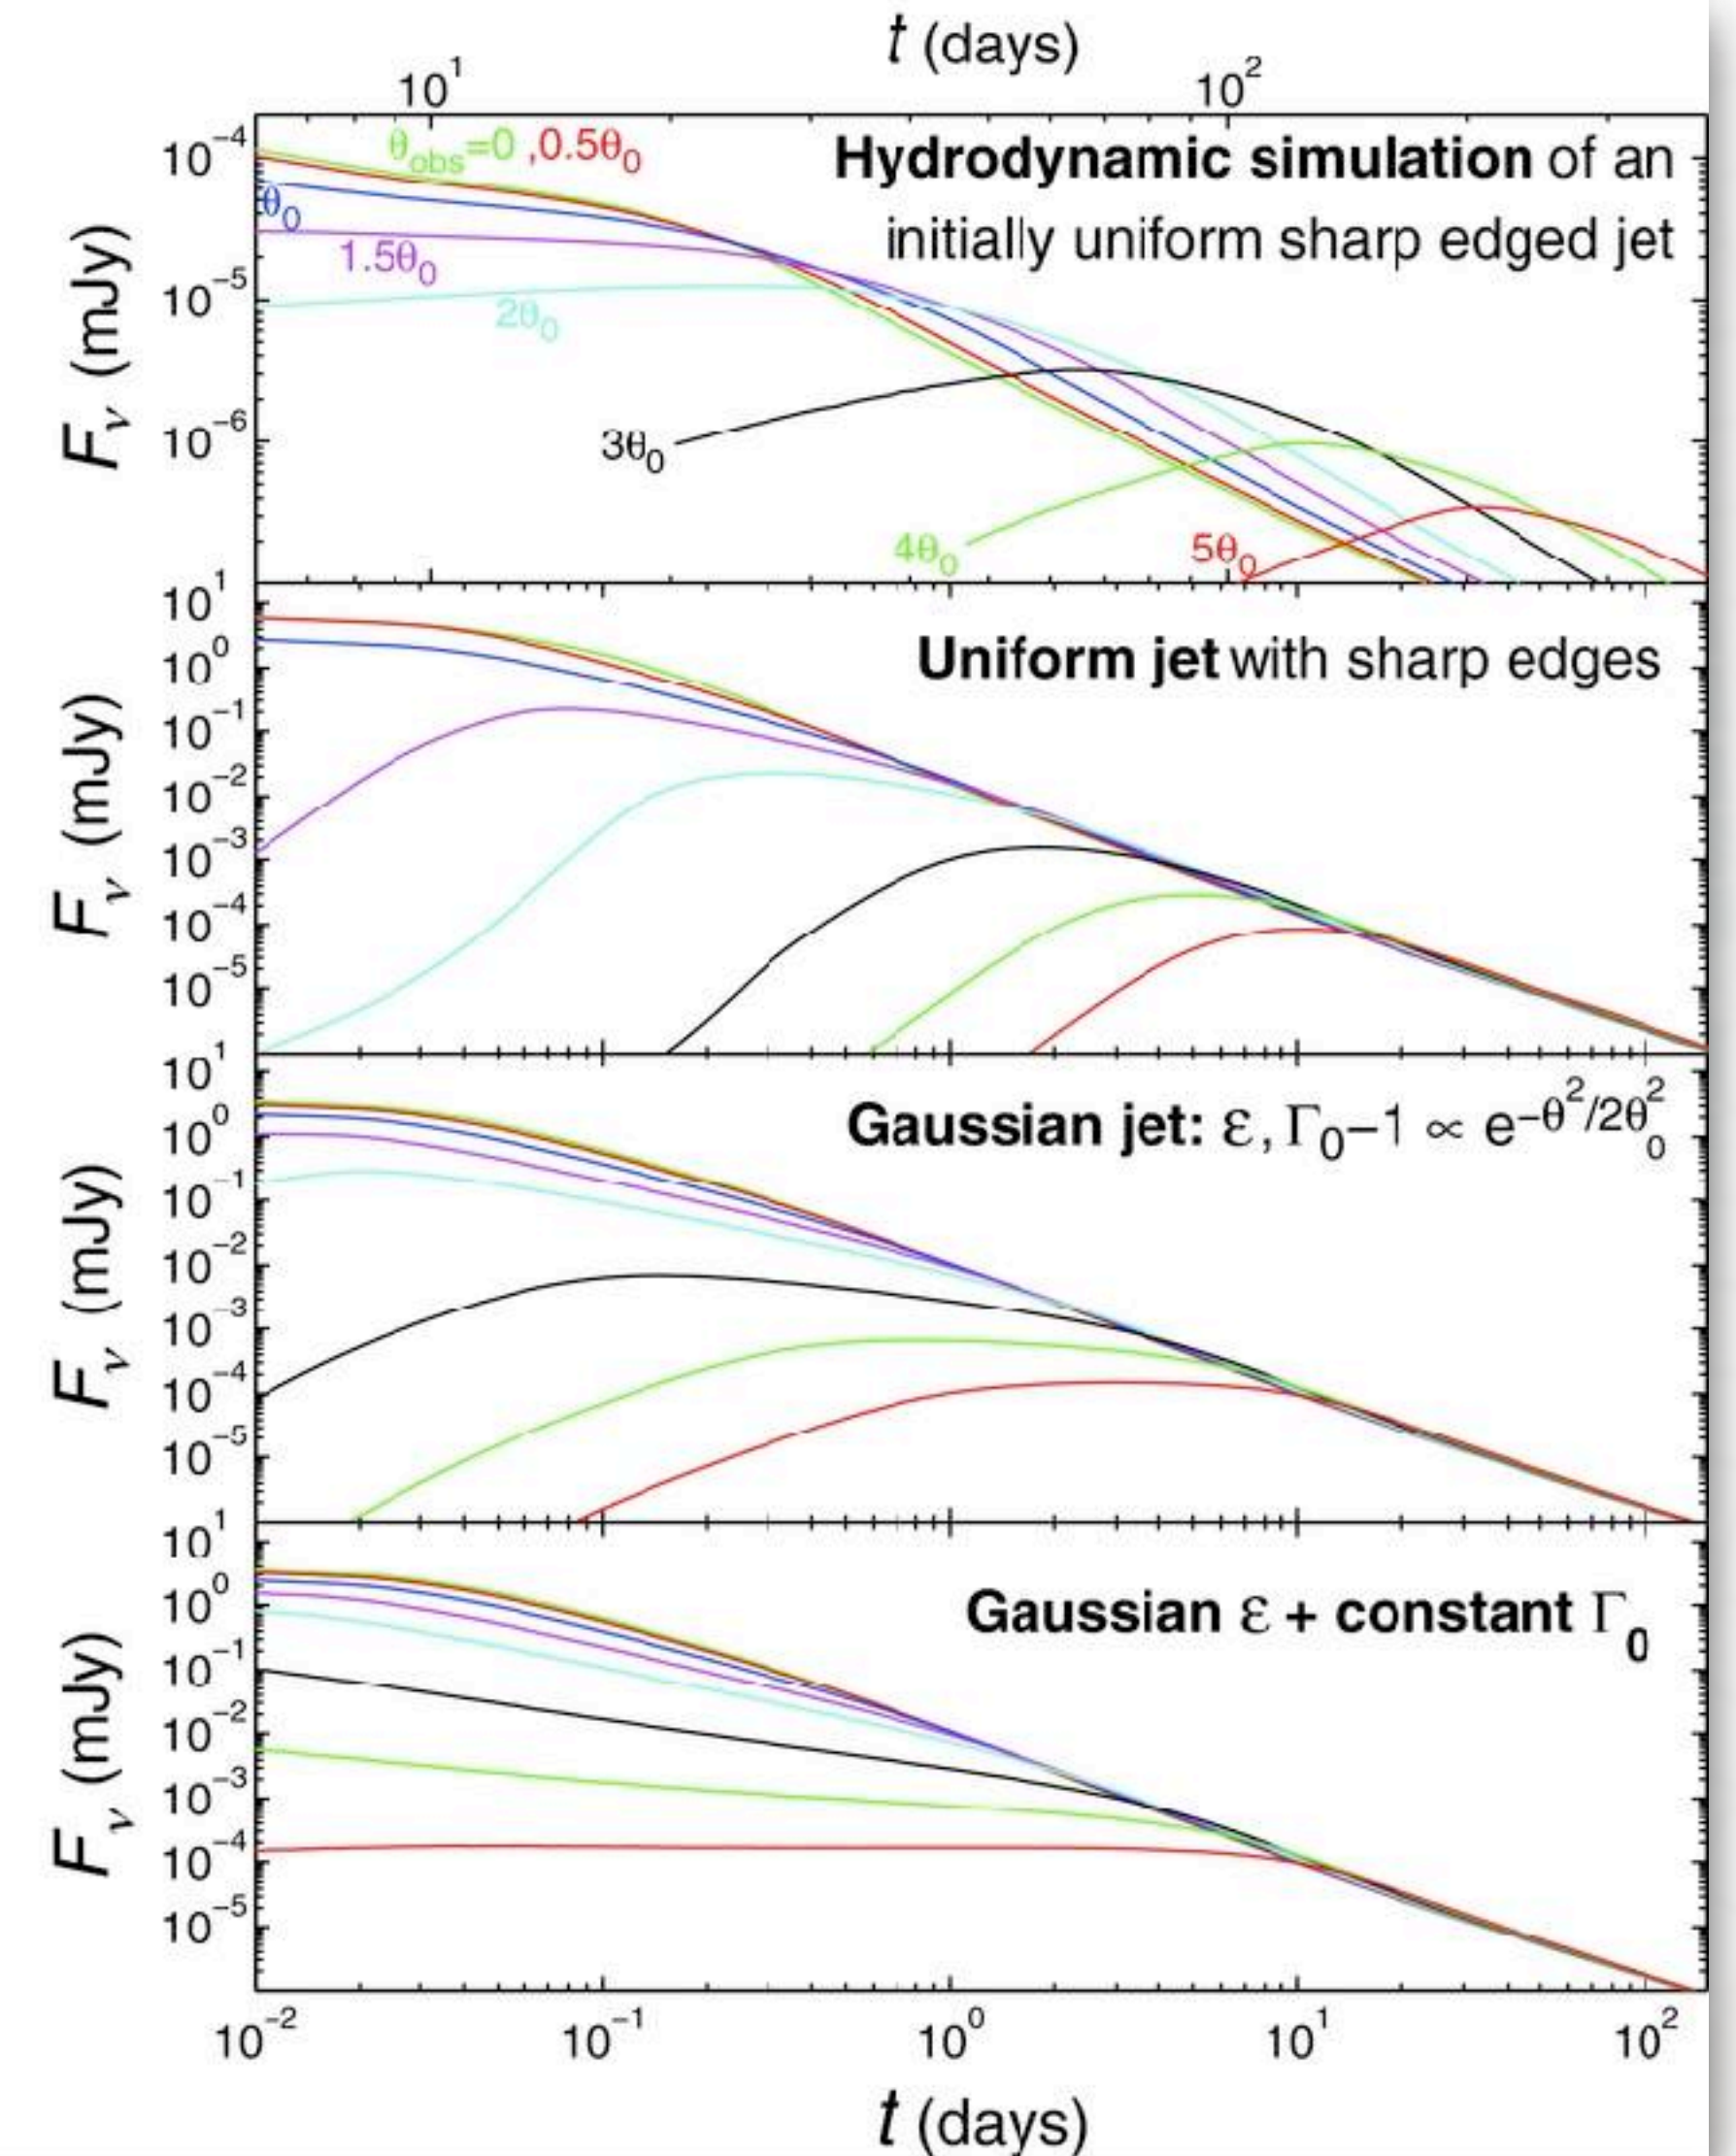 t (days)
10¹ 10²
10⁻⁴ θobs=0 ,0.5θ₀ Hydrodynamic simulation of an
θ₀ initially uniform sharp edged jet
1.5θ₀
10⁻⁵
2θ₀
Fν (mJy)
10⁻⁶
3θ₀
4θ₀ 5θ₀
10¹
10⁰ Uniform jet with sharp edges
10⁻¹
10⁻²
Fν (mJy)
10⁻³
10⁻⁴
10⁻⁵
10¹
10⁰ Gaussian jet: ε, Γ₀−1 ∝ e^−θ²/2θ₀²
10⁻¹
10⁻²
Fν (mJy)
10⁻³
10⁻⁴
10⁻⁵
10¹
10⁰ Gaussian ε + constant Γ₀
10⁻¹
10⁻²
Fν (mJy)
10⁻³
10⁻⁴
10⁻⁵
10⁻² 10⁻¹ 10⁰ 10¹ 10²
t (days)